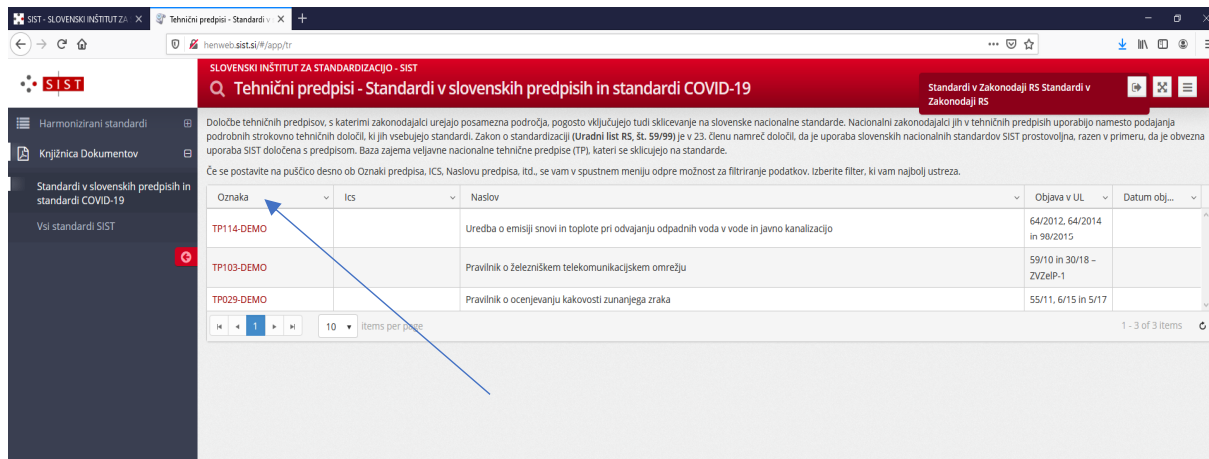 SIST - SLOVENSKI INŠTITUT ZA
Tehnični predpisi - Standardi v
henweb.sist.si/#/app/tr
SIST
SLOVENSKI INŠTITUT ZA STANDARDIZACIJO - SIST
Tehnični predpisi - Standardi v slovenskih predpisih in standardi COVID-19
Standardi v Zakonodaji RS Standardi v
Zakonodaji RS
Harmonizirani standardi
Knjižnica Dokumentov
Standardi v slovenskih predpisih in
standardi COVID-19
Vsi standardi SIST
Določbe tehničnih predpisov, s katerimi zakonodajalci urejajo posamezna področja, pogosto vključujejo tudi sklicevanje na slovenske nacionalne standarde. Nacionalni zakonodajalci jih v tehničnih predpisih uporabijo namesto podajanja
podrobnih strokovno tehničnih določil, ki jih vsebujejo standardi. Zakon o standardizaciji (Uradni list RS, št. 59/99) je v 23. členu namreč določil, da je uporaba slovenskih nacionalnih standardov SIST prostovoljna, razen v primeru, da je obvezna
uporaba SIST določena s predpisom. Baza zajema veljavne nacionalne tehnične predpise (TP), kateri se sklicujejo na standarde.
Če se postavite na puščico desno ob Oznaki predpisa, ICS, Naslovu predpisa, itd., se vam v spustnem meniju odpre možnost za filtriranje podatkov. Izberite filter, ki vam najbolj ustreza.
Oznaka Ics Naslov Objava v UL Datum obj...
TP114-DEMO Uredba o emisiji snovi in toplote pri odvajanju odpadnih voda v vode in javno kanalizacijo 64/2012, 64/2014
in 98/2015
TP103-DEMO Pravilnik o železniškem telekomunikacijskem omrežju 59/10 in 30/18 –
ZVZelP-1
TP029-DEMO Pravilnik o ocenjevanju kakovosti zunanjega zraka 55/11, 6/15 in 5/17
1 10 items per page 1 - 3 of 3 items